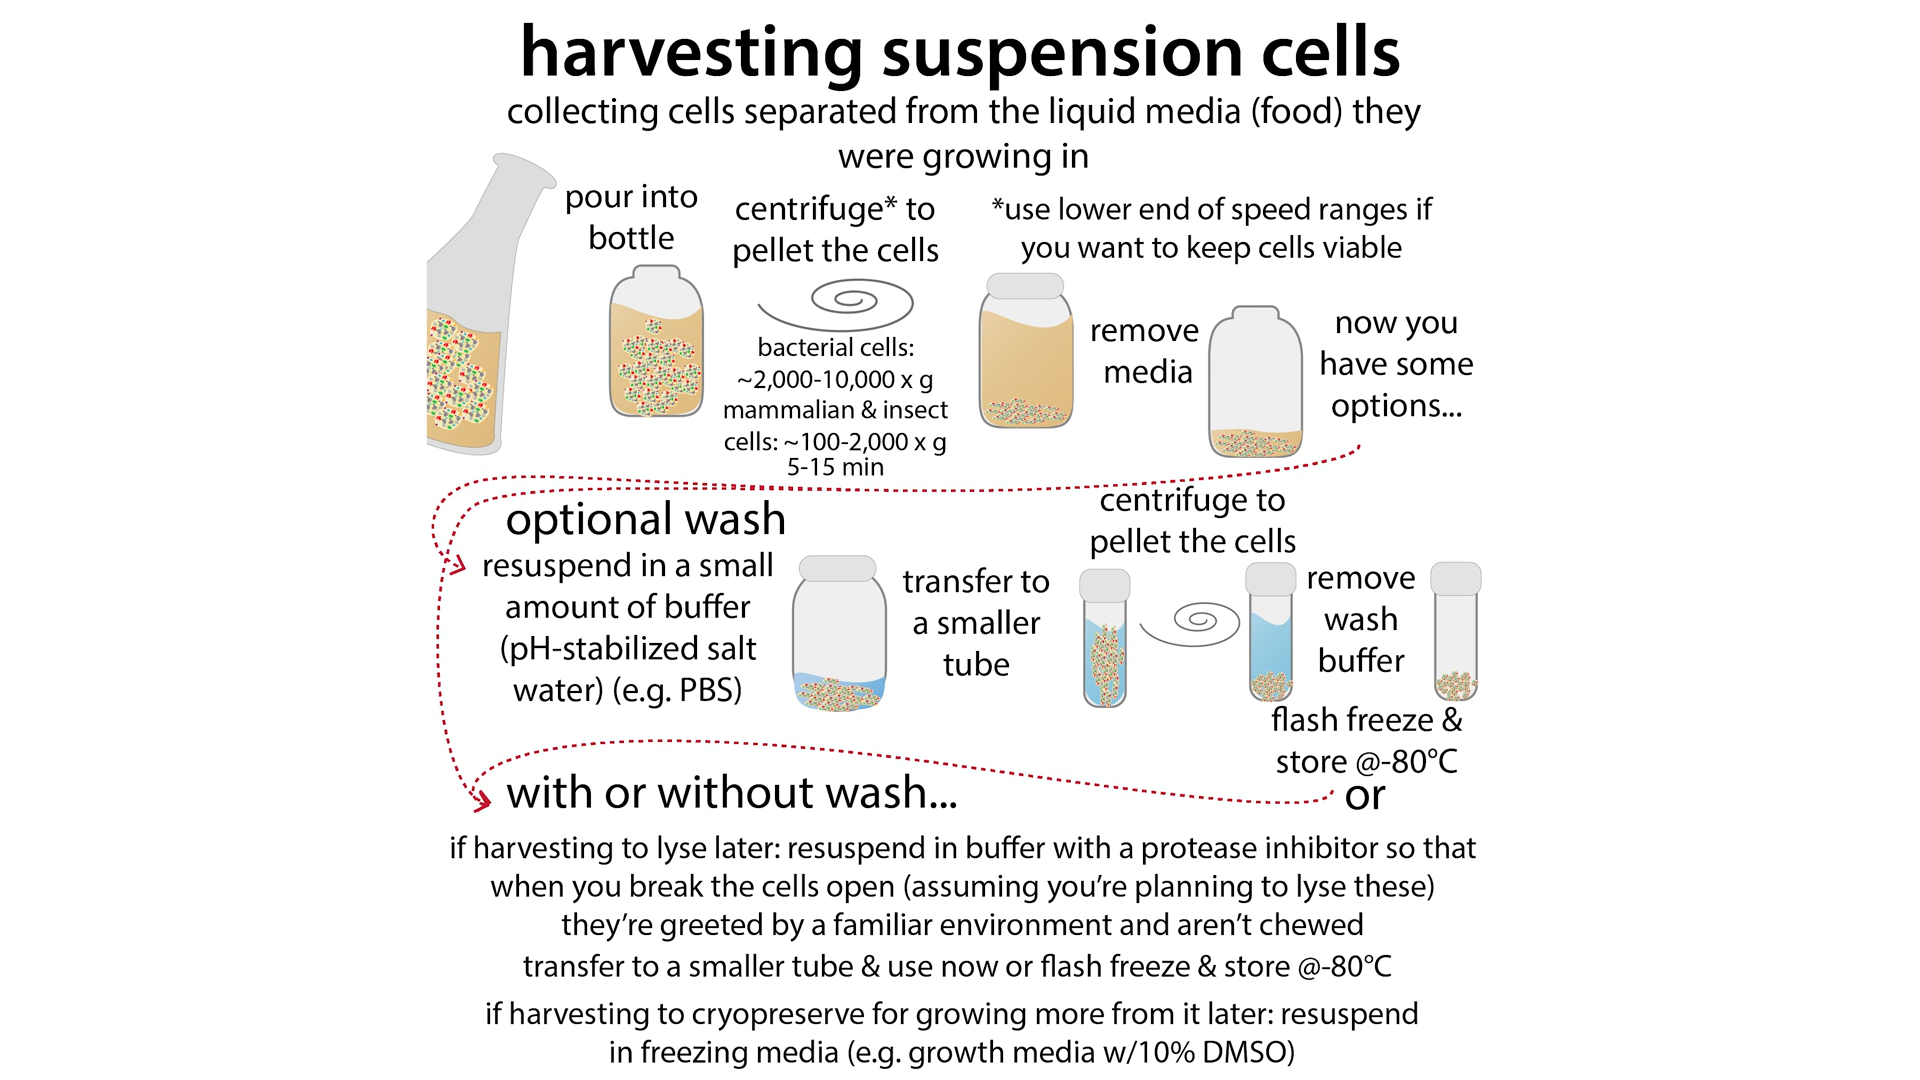 harvesting suspension cells
collecting cells separated from the liquid media (food) they
were growing in
pour into
bottle
centrifuge* to
pellet the cells
bacterial cells:
~2,000-10,000 x g
mammalian & insect
cells: ~100-2,000 x g
5-15 min
*use lower end of speed ranges if
you want to keep cells viable
remove
media
now you
have some
options...
optional wash
resuspend in a small
amount of buffer
(pH-stabilized salt
water) (e.g. PBS)
transfer to
a smaller
tube
centrifuge to
pellet the cells
remove
wash
buffer
flash freeze &
store @-80°C
or
with or without wash...
if harvesting to lyse later: resuspend in buffer with a protease inhibitor so that
when you break the cells open (assuming you're planning to lyse these)
they're greeted by a familiar environment and aren't chewed
transfer to a smaller tube & use now or flash freeze & store @-80°C
if harvesting to cryopreserve for growing more from it later: resuspend
in freezing media (e.g. growth media w/10% DMSO)